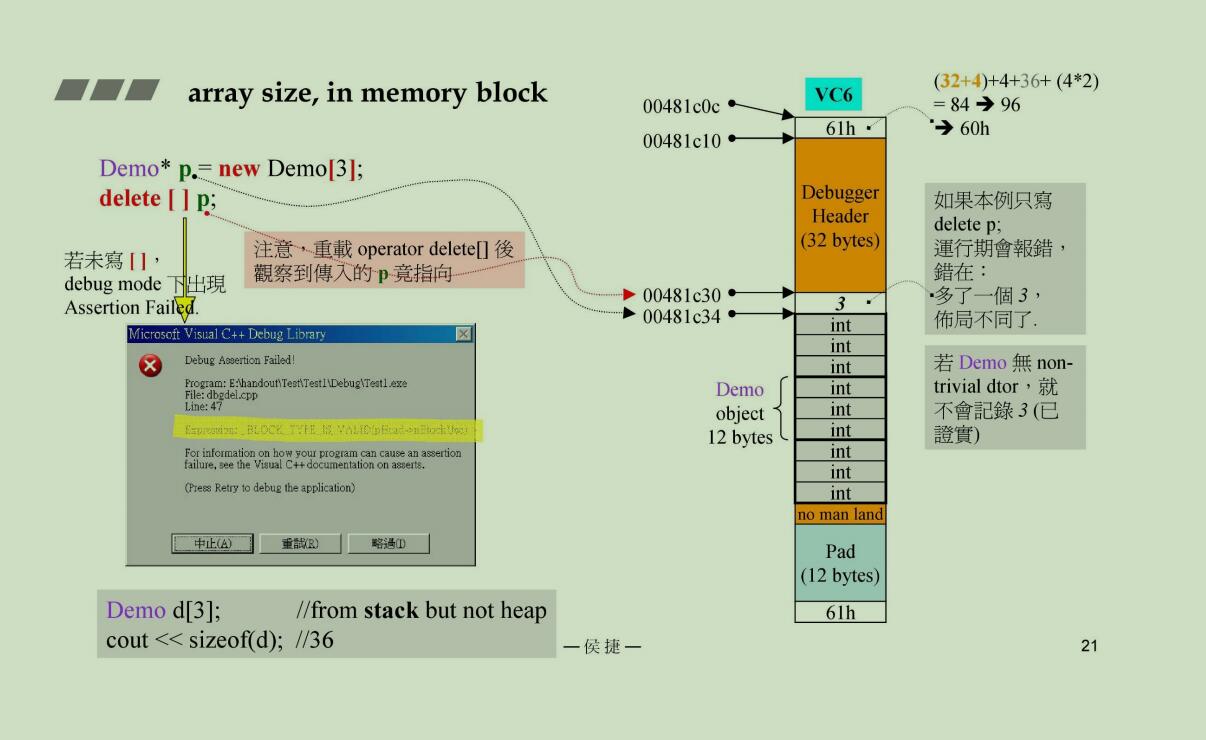 array size, in memory block
Demo* p = new Demo[3];
delete [ ] p;
若未寫 [ ]，
debug mode 下出現
Assertion Failed.
注意，重載 operator delete[] 後
觀察到傳入的 p 竟指向
Microsoft Visual C++ Debug Library
Debug Assertion Failed!
Program: E:\handout\Test\Test1\Debug\Test1.exe
File: dbgdel.cpp
Line: 47
Expression: _BLOCK_TYPE_IS_VALID(pHead->nBlockUse)
For information on how your program can cause an assertion
failure, see the Visual C++ documentation on asserts.
(Press Retry to debug the application)
中止(A)
重試(R)
略過(I)
Demo d[3]; //from stack but not heap
cout << sizeof(d); //36
VC6
00481c0c
61h
00481c10
Debugger
Header
(32 bytes)
00481c30
3
00481c34
int
int
int
int
int
int
int
int
int
Demo
object
12 bytes
no man land
Pad
(12 bytes)
61h
(32+4)+4+36+ (4*2)
= 84 ➔ 96
➔ 60h
如果本例只寫
delete p;
運行期會報錯，
錯在：
多了一個 3，
佈局不同了.
若 Demo 無 non-
trivial dtor，就
不會記錄 3 (已
證實)
— 侯 捷 —
21